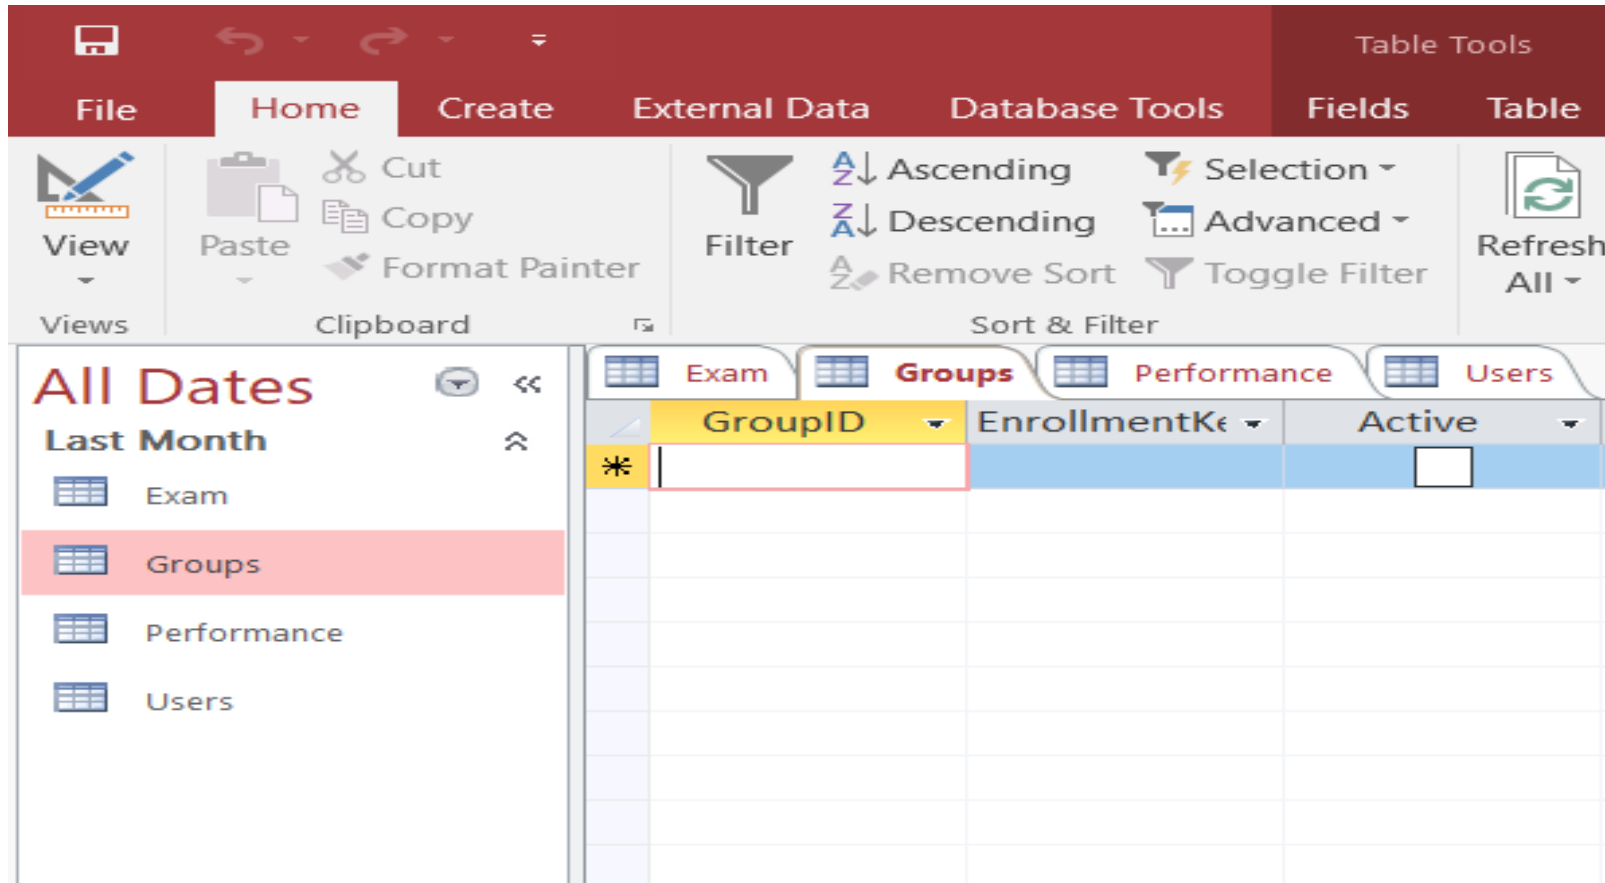 Table Tools
File Home Create External Data Database Tools Fields Table
View
Paste
Cut
Copy
Format Painter
Filter
Ascending
Descending
Remove Sort
Selection
Advanced
Toggle Filter
Refresh
All
Views Clipboard Sort & Filter
All Dates
Last Month
Exam
Groups
Performance
Users
Exam Groups Performance Users
GroupID EnrollmentKe Active